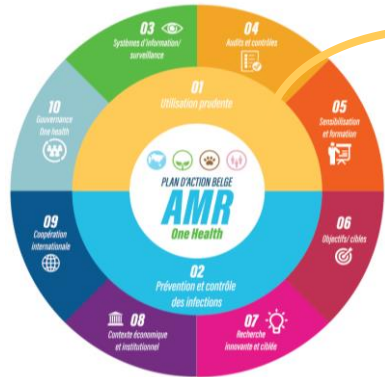 01
Utilisation prudente
02
Prévention et contrôle
des infections
03
Systèmes d'information/
surveillance
04
Audits et contrôles
05
Sensibilisation
et formation
06
Objectifs/ cibles
07
Recherche
innovante et ciblée
08
Contexte économique
et institutionnel
09
Coopération
internationale
10
Gouvernance
One health
PLAN D'ACTION BELGE
AMR
One Health